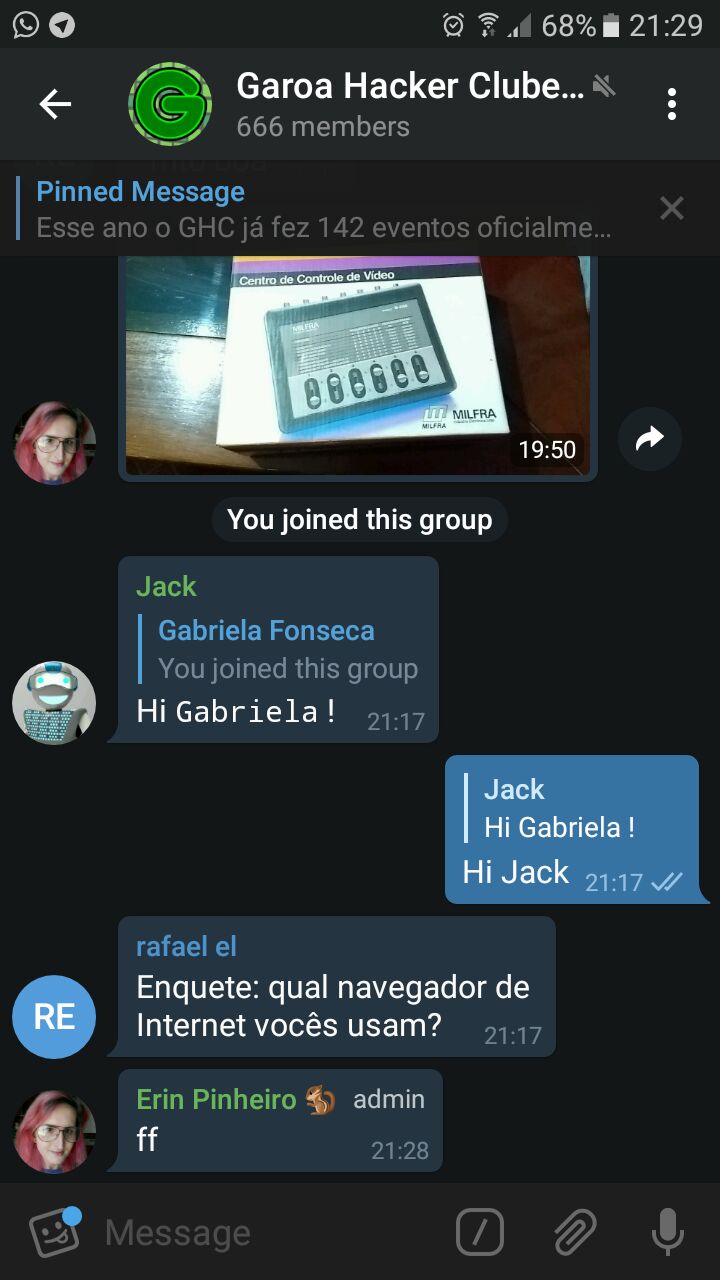 68% 21:29
Garoa Hacker Clube...
666 members
Pinned Message
Esse ano o GHC já fez 142 eventos oficialme...
Centro de Controle de Vídeo
MILFRA
MILFRA
MILFRA
19:50
You joined this group
Jack
Gabriela Fonseca
You joined this group
Hi Gabriela !
21:17
Jack
Hi Gabriela !
Hi Jack 21:17
rafael el
RE
Enquete: qual navegador de
Internet vocês usam? 21:17
Erin Pinheiro 🐿 admin
ff
21:28
Message